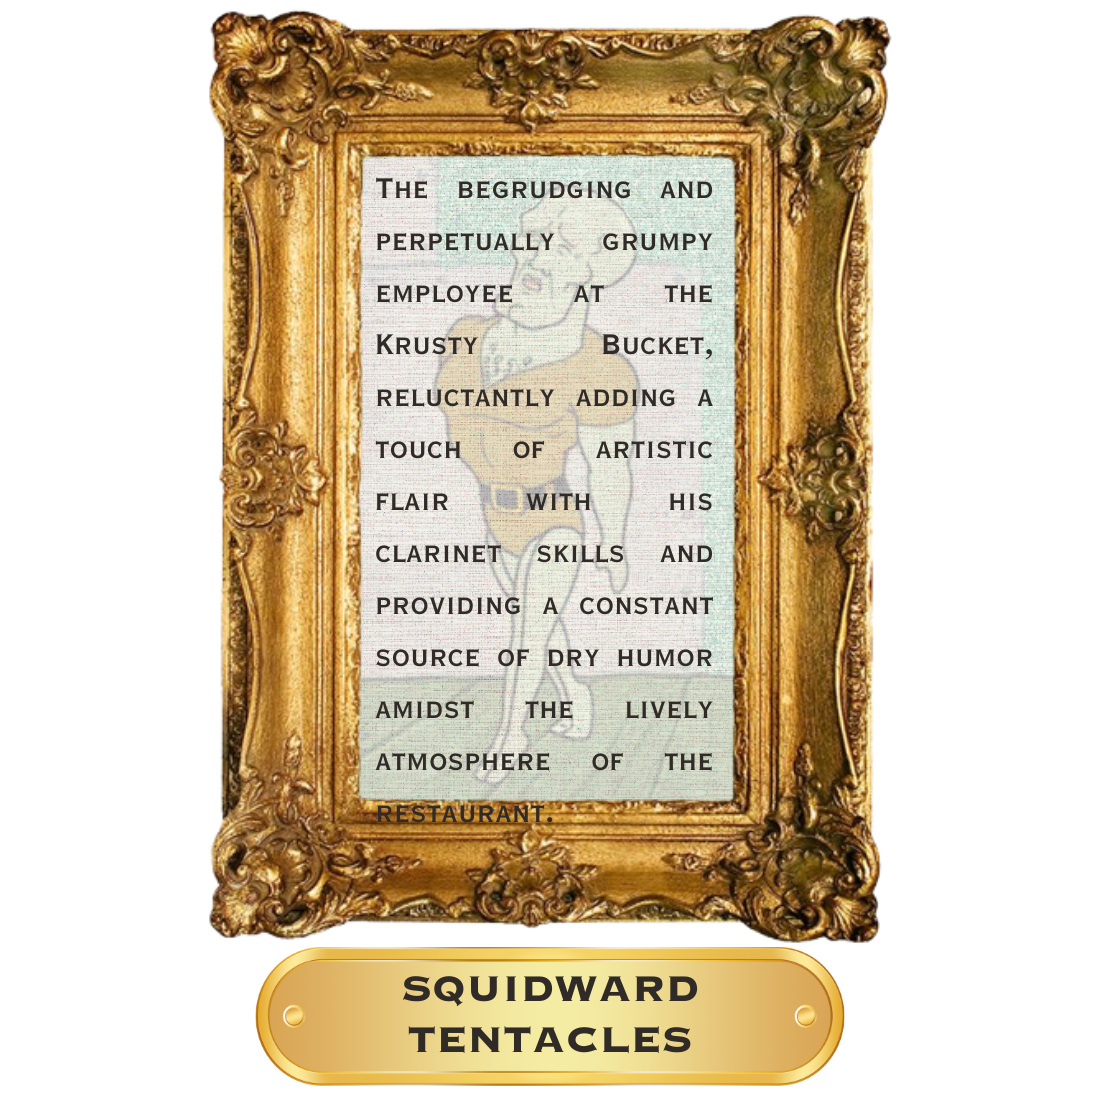 The begrudging and
perpetually grumpy
employee at the
Krusty Bucket,
reluctantly adding a
touch of artistic
flair with his
clarinet skills and
providing a constant
source of dry humor
amidst the lively
atmosphere of the
restaurant.
SQUIDWARD
TENTACLES